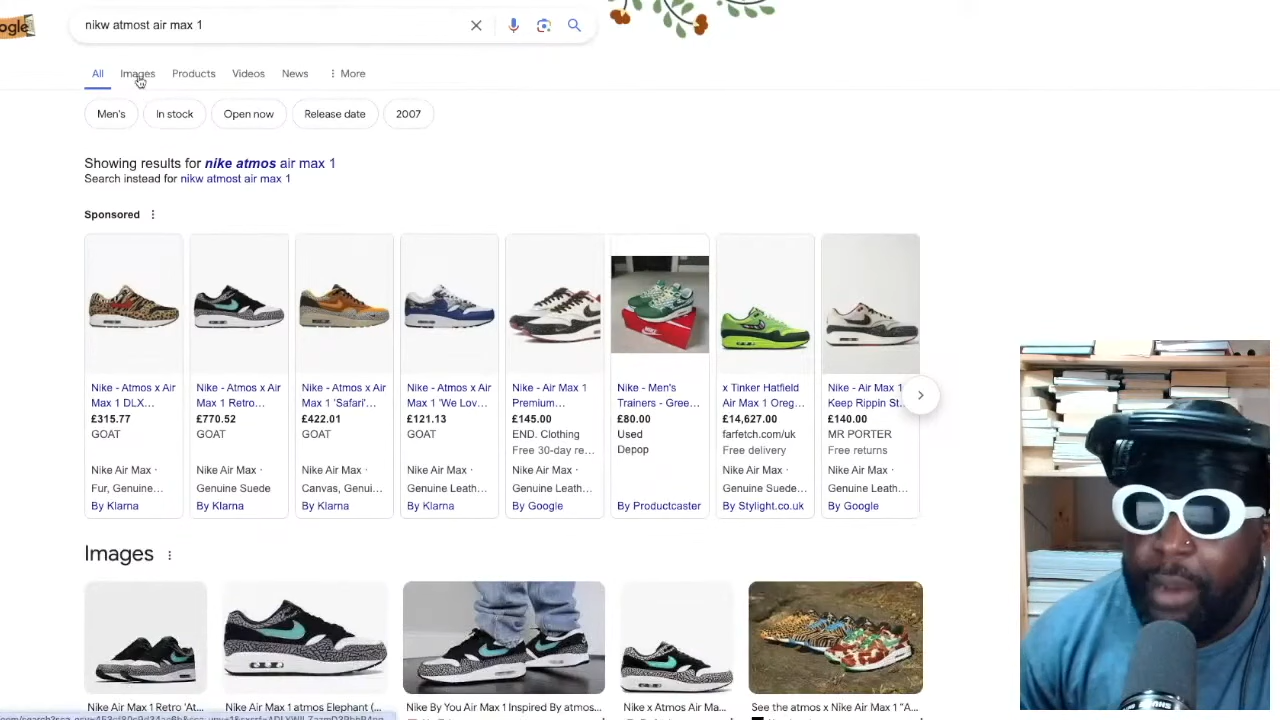 ogle
nikw atmost air max 1
All Images Products Videos News More
Men's In stock Open now Release date 2007
Showing results for nike atmos air max 1
Search instead for nikw atmost air max 1
Sponsored
Nike - Atmos x Air
Max 1 DLX...
£315.77
GOAT
Nike Air Max ·
Fur, Genuine...
By Klarna
Nike - Atmos x Air
Max 1 Retro...
£770.52
GOAT
Nike Air Max ·
Genuine Suede
By Klarna
Nike - Atmos x Air
Max 1 'Safari'...
£422.01
GOAT
Nike Air Max ·
Canvas, Genui...
By Klarna
Nike - Atmos x Air
Max 1 'We Lov...
£121.13
GOAT
Nike Air Max ·
Genuine Leath...
By Klarna
Nike - Air Max 1
Premium...
£145.00
END. Clothing
Free 30-day re...
Nike Air Max ·
Genuine Leath...
By Google
NIKE
Nike - Men's
Trainers - Gree...
£80.00
Used
Depop
By Productcaster
x Tinker Hatfield
Air Max 1 Oreg...
£14,627.00
farfetch.com/uk
Free delivery
Nike Air Max ·
Genuine Suede...
By Stylight.co.uk
Nike - Air Max 1
Keep Rippin St...
£140.00
MR PORTER
Free returns
Nike Air Max ·
Genuine Leath...
By Google
Images
Nike Air Max 1 Retro 'At...
Nike Air Max 1 atmos Elephant (...
Nike By You Air Max 1 Inspired By atmos...
Nike x atmos Air Ma...
See the atmos x Nike Air Max 1 "A...
SHURE